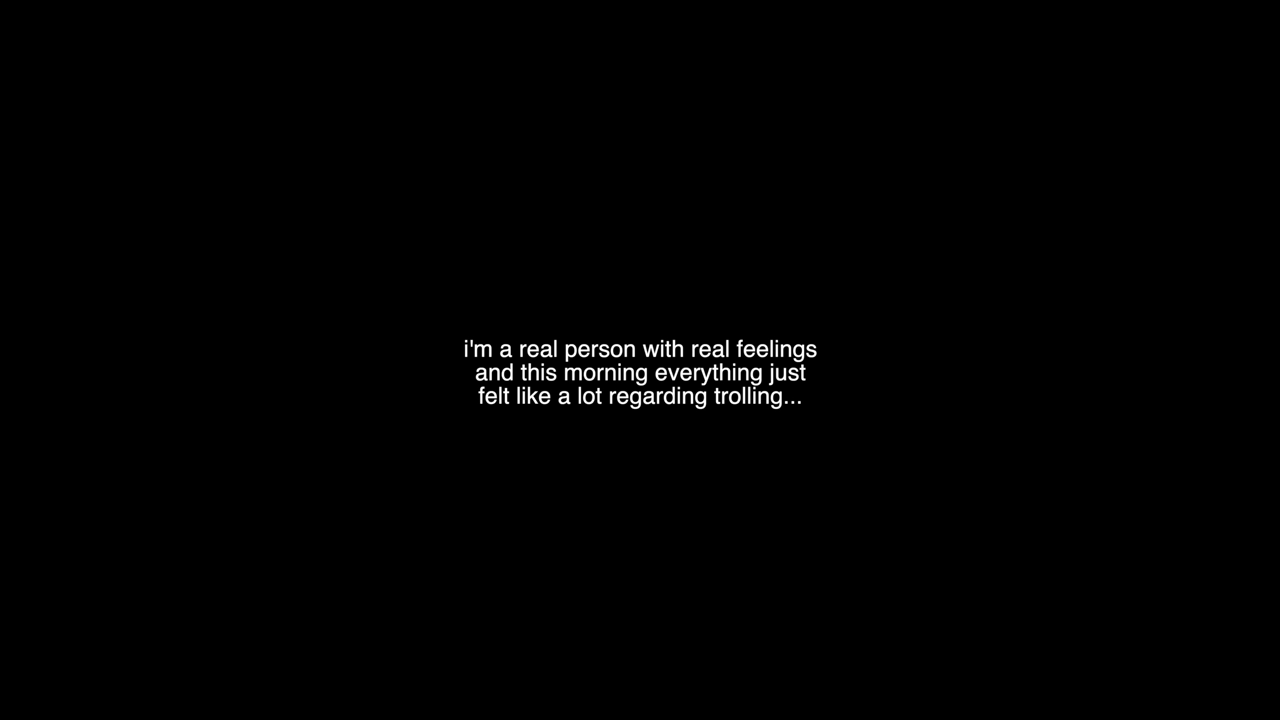 i'm a real person with real feelings
and this morning everything just
felt like a lot regarding trolling...